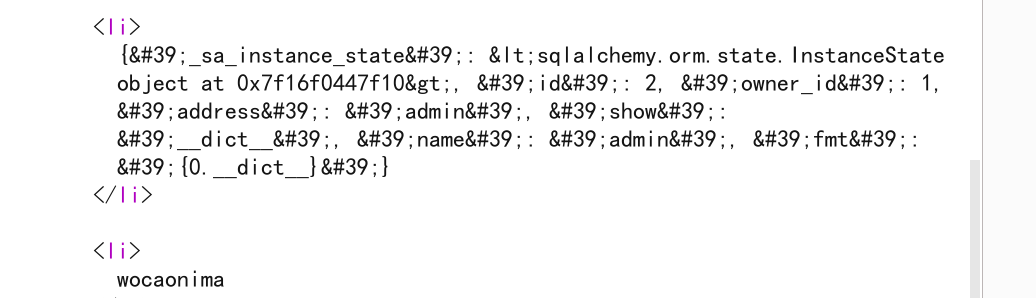 <li>
{&#39;_sa_instance_state&#39;: &lt;sqlalchemy.orm.state.InstanceState
object at 0x7f16f0447f10&gt;, &#39;id&#39;: 2, &#39;owner_id&#39;: 1,
&#39;address&#39;: &#39;admin&#39;, &#39;show&#39;:
&#39;__dict__&#39;, &#39;name&#39;: &#39;admin&#39;, &#39;fmt&#39;:
&#39;{0.__dict__}&#39;}
</li>
<li>
wocaonima